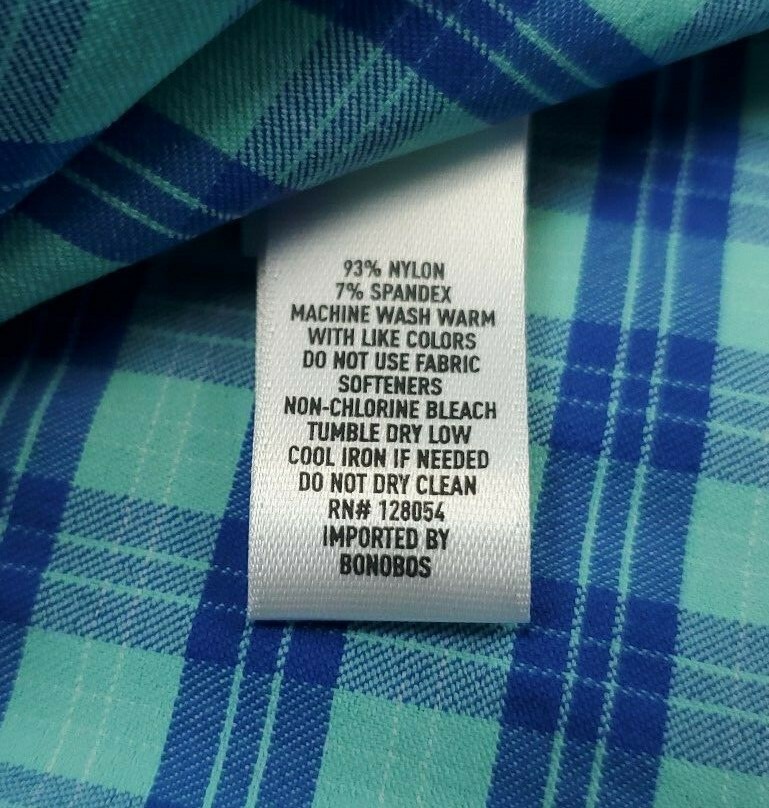 93% NYLON
7% SPANDEX
MACHINE WASH WARM
WITH LIKE COLORS
DO NOT USE FABRIC
SOFTENERS
NON-CHLORINE BLEACH
TUMBLE DRY LOW
COOL IRON IF NEEDED
DO NOT DRY CLEAN
RN# 128054
IMPORTED BY
BONOBOS